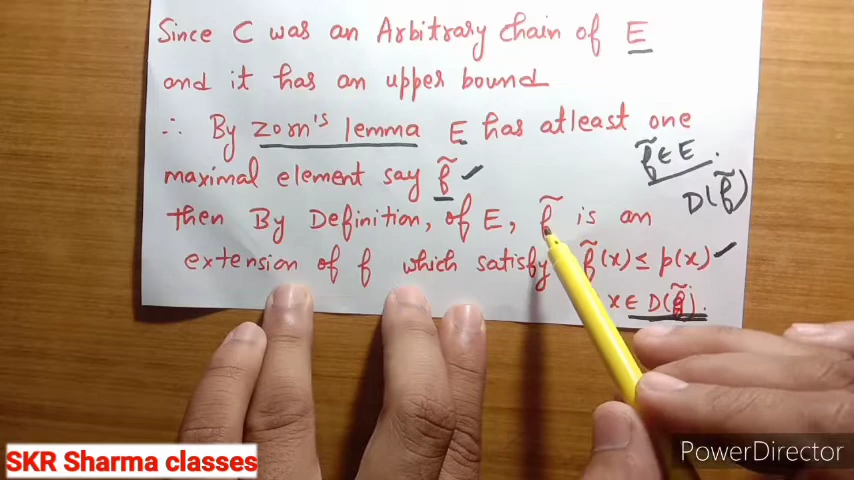 Since C was an Arbitrary chain of E
and it has an upper bound
∴ By Zorn's lemma E has atleast one
maximal element say f̃ ✓
f̃ ∈ E.
D(f̃)
then By Definition, of E, f̃ is an
extension of f which satisfy f̃(x) ≤ p(x) ✓
x ∈ D(f̃).
SKR Sharma classes
PowerDirector